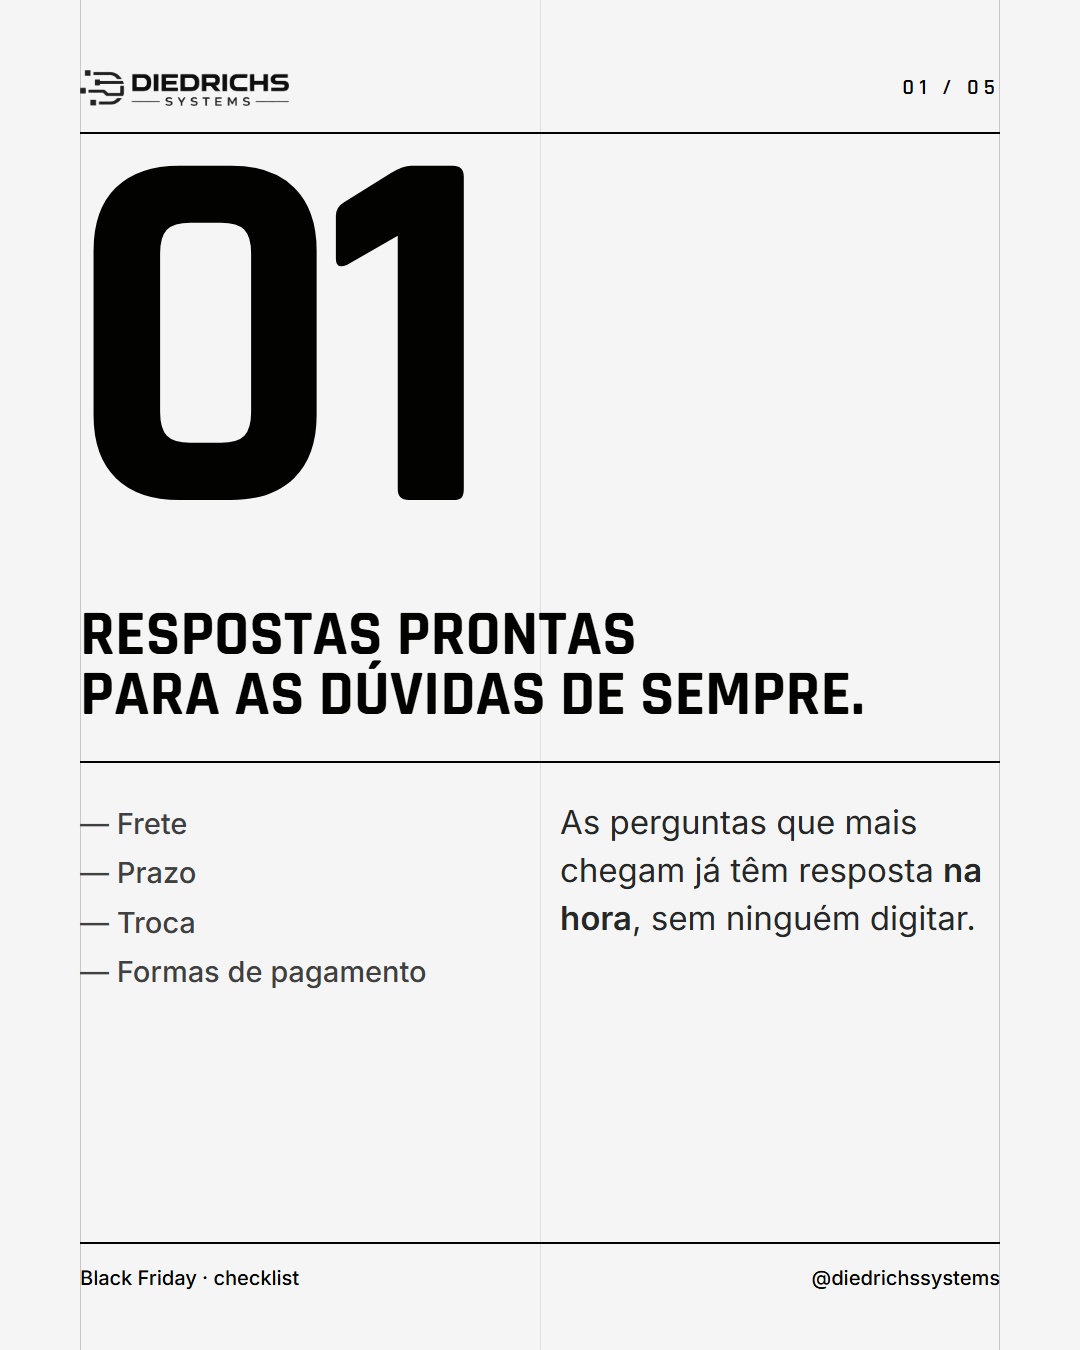 DIEDRICHS
SYSTEMS
01 / 05
01
RESPOSTAS PRONTAS
PARA AS DÚVIDAS DE SEMPRE.
— Frete
— Prazo
— Troca
— Formas de pagamento
As perguntas que mais
chegam já têm resposta na
hora, sem ninguém digitar.
Black Friday · checklist
@diedrichssystems